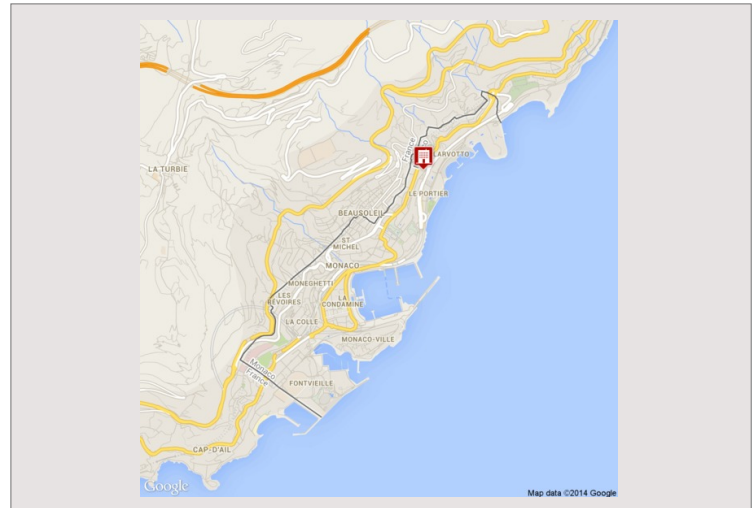 France
LARVOTTO
LA TURBIE
LE PORTIER
BEAUSOLEIL
ST
MICHEL
MONACO
MONEGHETTI
LES
RÉVOIRES
LA
CONDAMINE
LA COLLE
MONACO-VILLE
Monaco
France
FONTVIEILLE
CAP-D'AIL
Google
Map data ©2014 Google